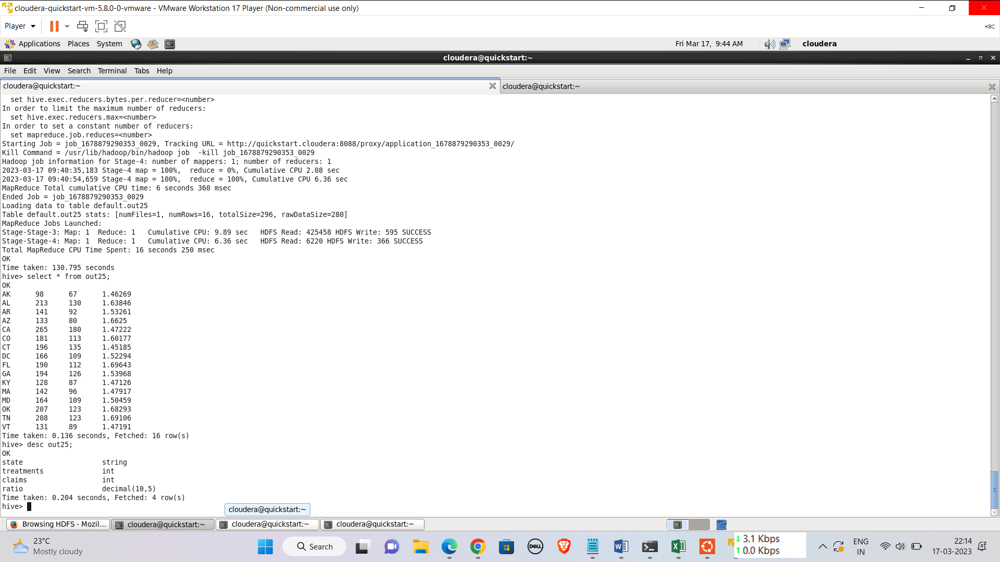 cloudera-quickstart-vm-5.8.0-0-vmware - VMware Workstation 17 Player (Non-commercial use only)
Player
Applications Places System Fri Mar 17, 9:44 AM cloudera
cloudera@quickstart:~
File Edit View Search Terminal Tabs Help
cloudera@quickstart:~ cloudera@quickstart:~
set hive.exec.reducers.bytes.per.reducer=<number>
In order to limit the maximum number of reducers:
set hive.exec.reducers.max=<number>
In order to set a constant number of reducers:
set mapreduce.job.reduces=<number>
Starting Job = job_1678879290353_0029, Tracking URL = http://quickstart.cloudera:8088/proxy/application_1678879290353_0029/
Kill Command = /usr/lib/hadoop/bin/hadoop job  -kill job_1678879290353_0029
Hadoop job information for Stage-4: number of mappers: 1; number of reducers: 1
2023-03-17 09:40:35,183 Stage-4 map = 100%,  reduce = 0%, Cumulative CPU 2.08 sec
2023-03-17 09:40:54,659 Stage-4 map = 100%,  reduce = 100%, Cumulative CPU 6.36 sec
MapReduce Total cumulative CPU time: 6 seconds 360 msec
Ended Job = job_1678879290353_0029
Loading data to table default.out25
Table default.out25 stats: [numFiles=1, numRows=16, totalSize=296, rawDataSize=280]
MapReduce Jobs Launched:
Stage-Stage-3: Map: 1  Reduce: 1   Cumulative CPU: 9.89 sec   HDFS Read: 425458 HDFS Write: 595 SUCCESS
Stage-Stage-4: Map: 1  Reduce: 1   Cumulative CPU: 6.36 sec   HDFS Read: 6220 HDFS Write: 366 SUCCESS
Total MapReduce CPU Time Spent: 16 seconds 250 msec
OK
Time taken: 130.795 seconds
hive> select * from out25;
OK
AK 98 67 1.46269
AL 213 130 1.63846
AR 141 92 1.53261
AZ 133 80 1.6625
CA 265 180 1.47222
CO 181 113 1.60177
CT 196 135 1.45185
DC 166 109 1.52294
FL 190 112 1.69643
GA 194 126 1.53968
KY 128 87 1.47126
MA 142 96 1.47917
MD 164 109 1.50459
OK 207 123 1.68293
TN 208 123 1.69106
VT 131 89 1.47191
Time taken: 0.136 seconds, Fetched: 16 row(s)
hive> desc out25;
OK
state string
treatments int
claims int
ratio decimal(10,5)
Time taken: 0.204 seconds, Fetched: 4 row(s)
hive>
cloudera@quickstart:~
Browsing HDFS - Mozil... cloudera@quickstart:~ cloudera@quickstart:~ cloudera@quickstart:~
23°C
Mostly cloudy
Search
DELL
3.1 Kbps
0.0 Kbps
ENG
IN
22:14
17-03-2023